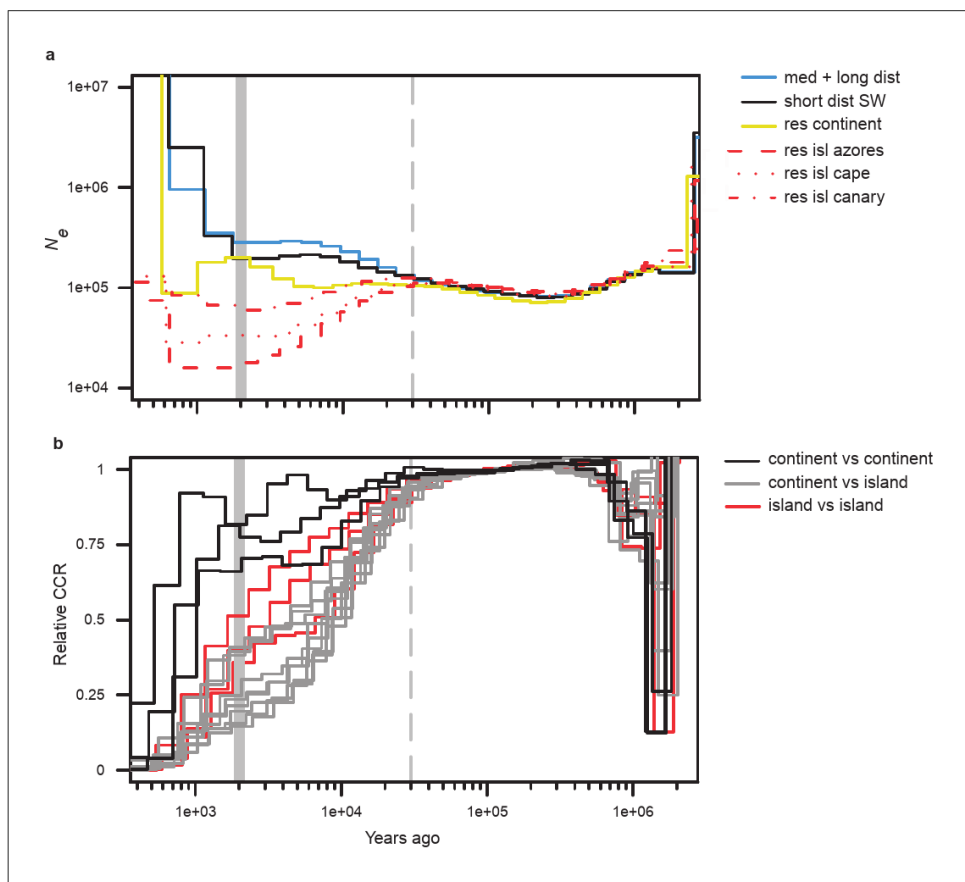 a
1e+07
1e+06
1e+05
1e+04
Ne
med + long dist
short dist SW
res continent
res isl azores
res isl cape
res isl canary
b
1
0.75
0.5
0.25
0
Relative CCR
continent vs continent
continent vs island
island vs island
1e+03
1e+04
1e+05
1e+06
Years ago